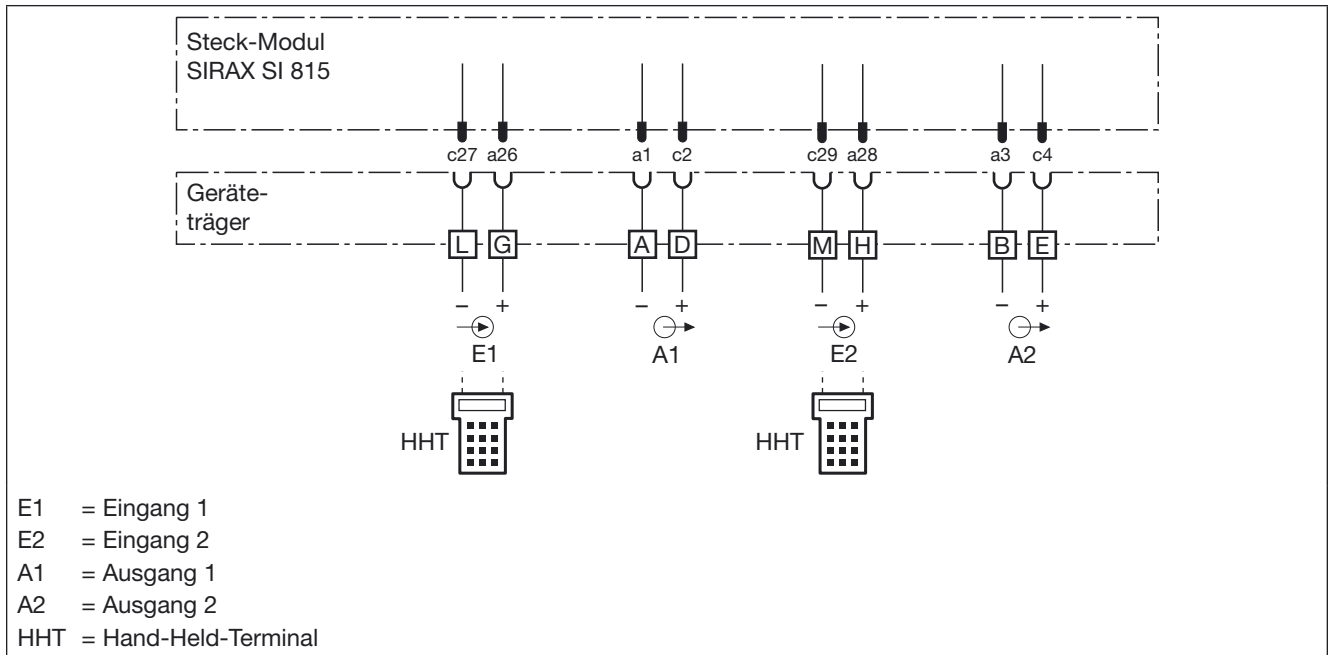 Steck-Modul
SIRAX SI 815
c27 a26 a1 c2 c29 a28 a3 c4
Geräte-
träger
L G A D M H B E
– + – + – + – +
E1 A1 E2 A2
HHT HHT
E1 = Eingang 1
E2 = Eingang 2
A1 = Ausgang 1
A2 = Ausgang 2
HHT = Hand-Held-Terminal